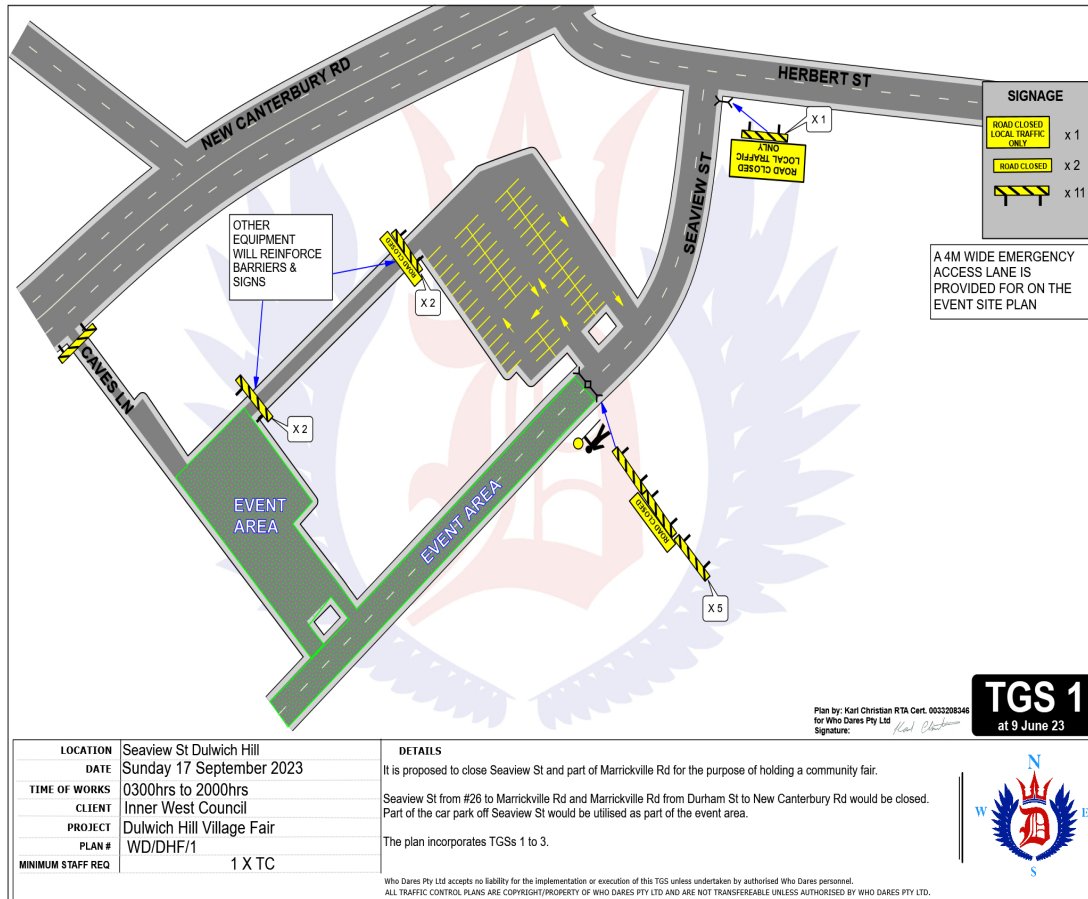 NEW CANTERBURY RD
HERBERT ST
SEAVIEW ST
CAVES LN
X 1
ROAD CLOSED
LOCAL TRAFFIC
ONLY
SIGNAGE
ROAD CLOSED
LOCAL TRAFFIC
ONLY
x 1
ROAD CLOSED
x 2
x 11
A 4M WIDE EMERGENCY
ACCESS LANE IS
PROVIDED FOR ON THE
EVENT SITE PLAN
OTHER
EQUIPMENT
WILL REINFORCE
BARRIERS &
SIGNS
ROAD CLOSED
X 2
X 2
EVENT
AREA
EVENT AREA
ROAD CLOSED
X 5
Plan by: Karl Christian RTA Cert. 0033208346
for Who Dares Pty Ltd
Signature:
TGS 1
at 9 June 23
LOCATION Seaview St Dulwich Hill
DATE Sunday 17 September 2023
TIME OF WORKS 0300hrs to 2000hrs
CLIENT Inner West Council
PROJECT Dulwich Hill Village Fair
PLAN # WD/DHF/1
MINIMUM STAFF REQ 1 X TC
DETAILS
It is proposed to close Seaview St and part of Marrickville Rd for the purpose of holding a community fair.
Seaview St from #26 to Marrickville Rd and Marrickville Rd from Durham St to New Canterbury Rd would be closed.
Part of the car park off Seaview St would be utilised as part of the event area.
The plan incorporates TGSs 1 to 3.
Who Dares Pty Ltd accepts no liability for the implementation or execution of this TGS unless undertaken by authorised Who Dares personnel.
ALL TRAFFIC CONTROL PLANS ARE COPYRIGHT/PROPERTY OF WHO DARES PTY LTD AND ARE NOT TRANSFEREABLE UNLESS AUTHORISED BY WHO DARES PTY LTD.
N
W
E
D
S